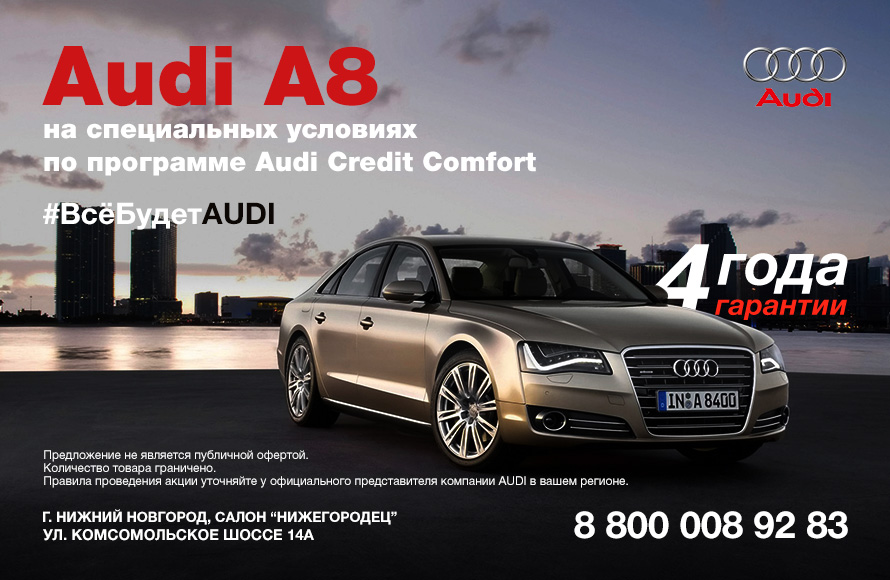 Audi A8
на специальных условиях
по программе Audi Credit Comfort
#ВсёБудетAUDI
Audi
4 года
гарантии
IN A 8400
Предложение не является публичной офертой.
Количество товара граничено.
Правила проведения акции уточняйте у официального представителя компании AUDI в вашем регионе.
Г. НИЖНИЙ НОВГОРОД, САЛОН “НИЖЕГОРОДЕЦ”
УЛ. КОМСОМОЛЬСКОЕ ШОССЕ 14А
8 800 008 92 83